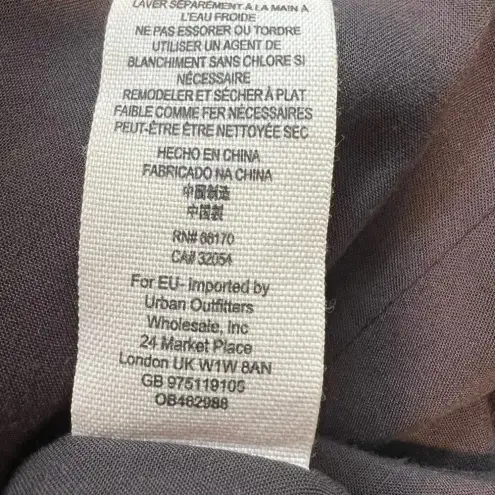 LAVER SÉPARÉMENT À LA MAIN À
L'EAU FROIDE
NE PAS ESSORER OU TORDRE
UTILISER UN AGENT DE
BLANCHIMENT SANS CHLORE SI
NÉCESSAIRE
REMODELER ET SÉCHER À PLAT
FAIBLE COMME FER NÉCESSAIRES
PEUT-ÊTRE ÊTRE NETTOYÉE SEC
HECHO EN CHINA
FABRICADO NA CHINA
中国制造
中国製
RN# 66170
CA# 32054
For EU- Imported by
Urban Outfitters
Wholesale, Inc
24 Market Place
London UK W1W 8AN
GB 975119105
OB482988